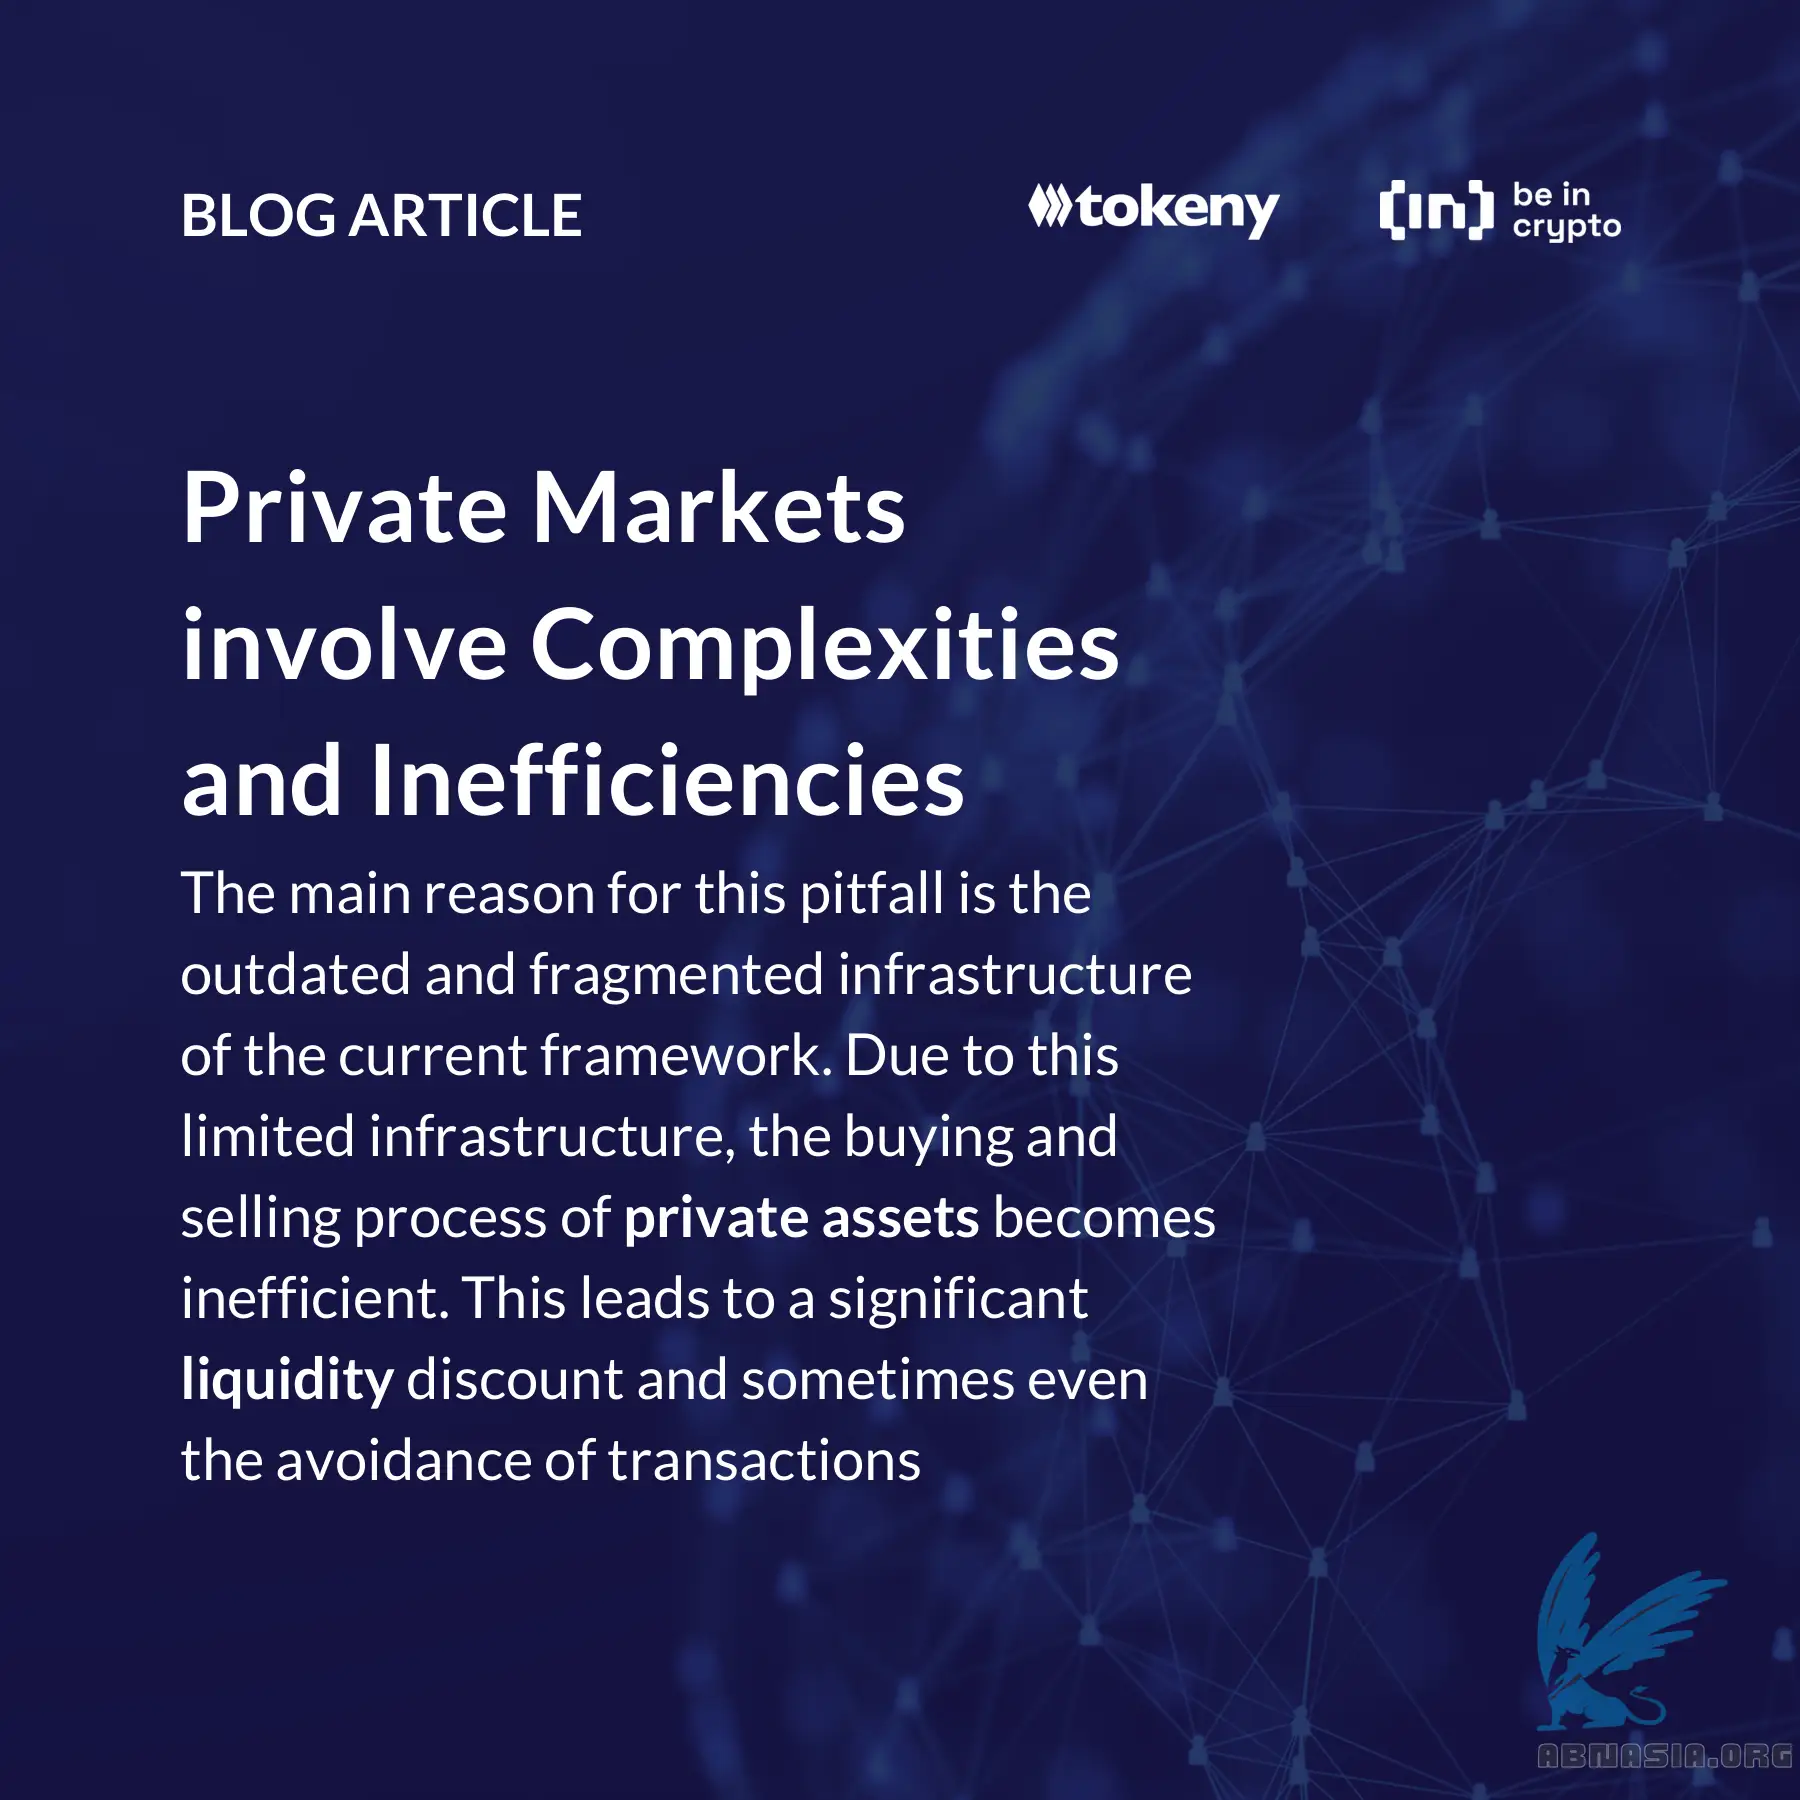 BLOG ARTICLE
tokeny
[in] be in
crypto
Private Markets
involve Complexities
and Inefficiencies
The main reason for this pitfall is the
outdated and fragmented infrastructure
of the current framework. Due to this
limited infrastructure, the buying and
selling process of private assets becomes
inefficient. This leads to a significant
liquidity discount and sometimes even
the avoidance of transactions
ABNASIA.ORG